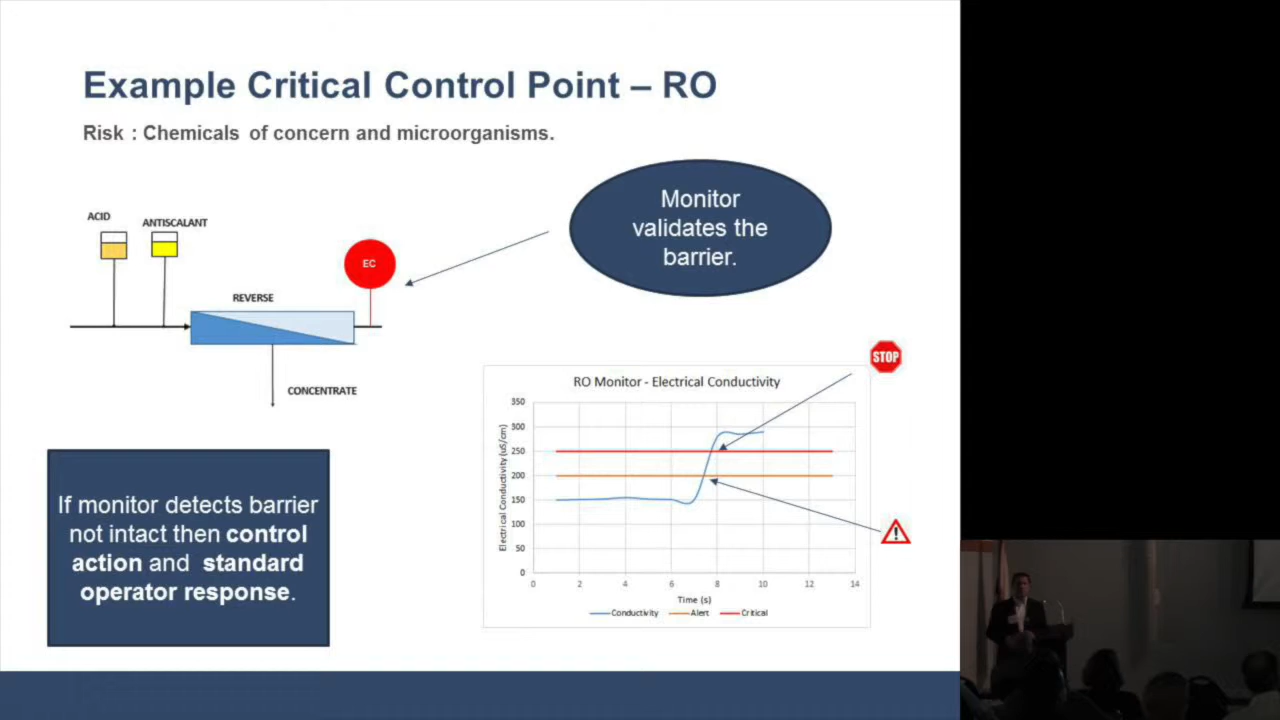 Example Critical Control Point – RO
Risk : Chemicals of concern and microorganisms.
Monitor
validates the
barrier.
ACID
ANTISCALANT
EC
REVERSE
CONCENTRATE
STOP
RO Monitor - Electrical Conductivity
Electrical Conductivity (uS/cm)
350
300
250
200
150
100
50
0
0 2 4 6 8 10 12 14
Time (s)
Conductivity Alert Critical
!
If monitor detects barrier
not intact then control
action and standard
operator response.